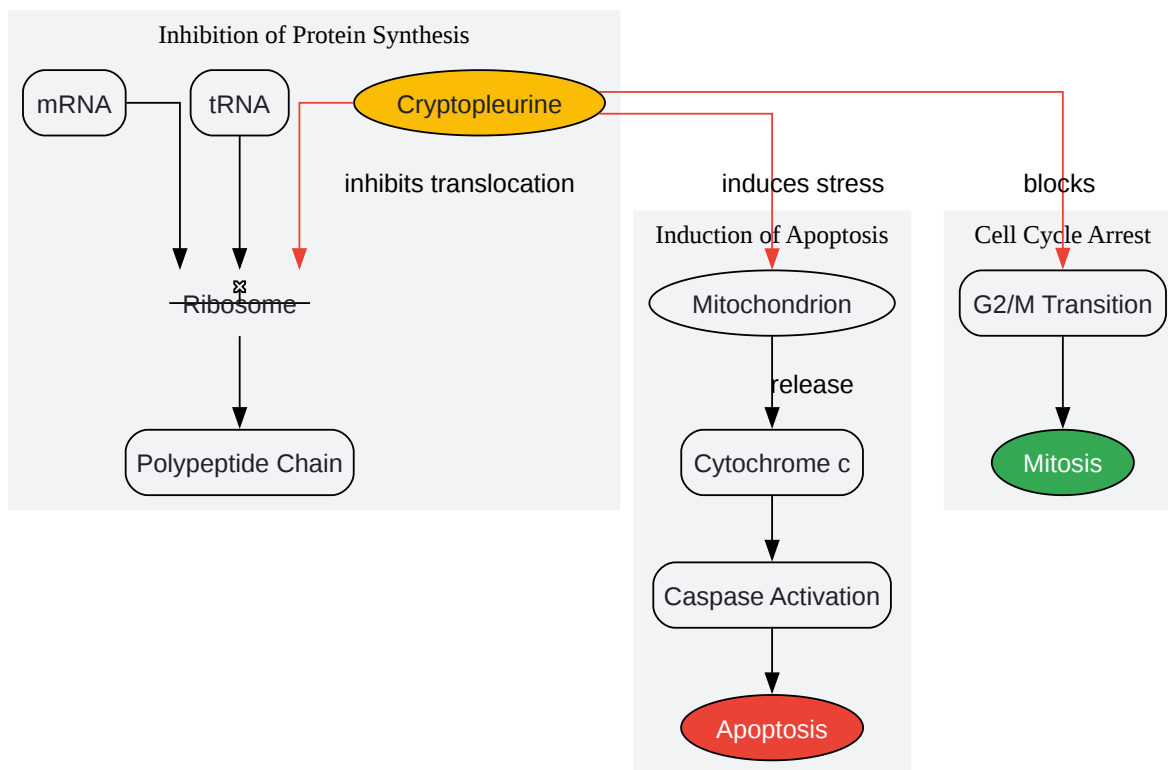 Inhibition of Protein Synthesis
mRNA
tRNA
Cryptopleurine
inhibits translocation
induces stress
blocks
Induction of Apoptosis
Cell Cycle Arrest
Ribosome
Mitochondrion
G2/M Transition
release
Polypeptide Chain
Cytochrome c
Mitosis
Caspase Activation
Apoptosis